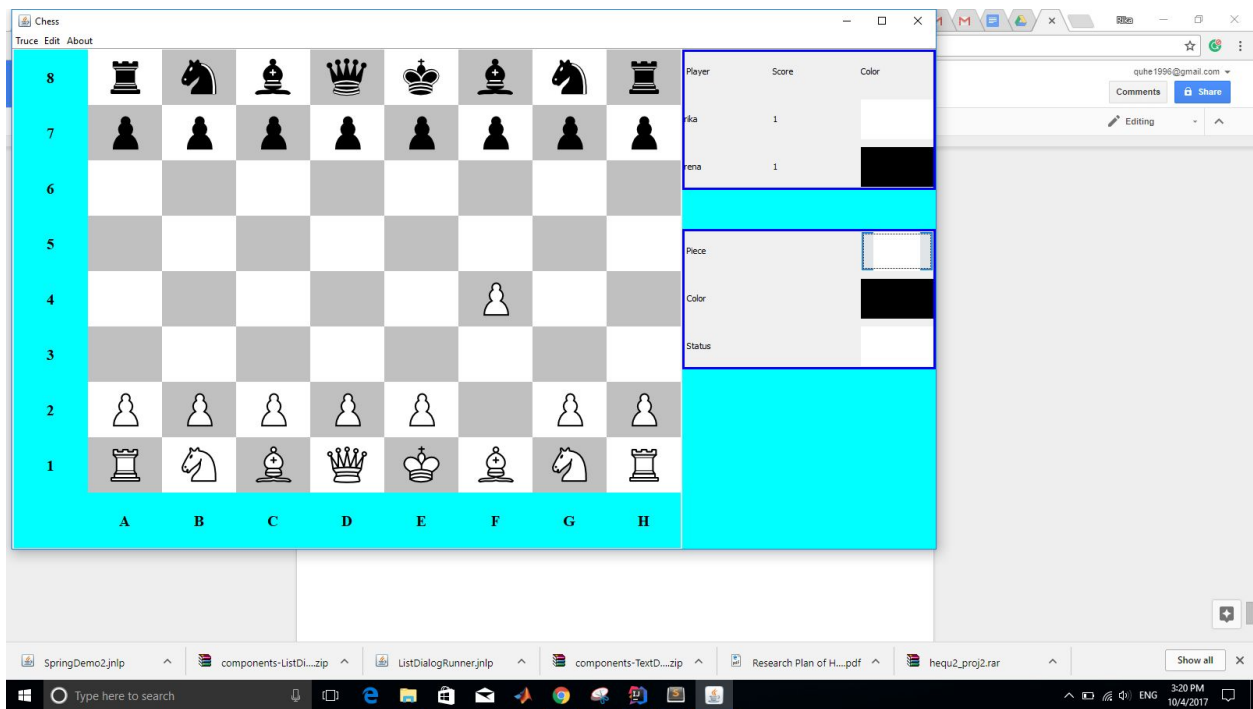 Chess
Truce Edit About
8
7
6
5
4
3
2
1
A B C D E F G H
Player Score Color
rika 1
rena 1
Piece
Color
Status
quhe1996@gmail.com
Comments Share
Editing
SpringDemo2.jnlp components-ListDi....zip ListDialogRunner.jnlp components-TextD....zip Research Plan of H....pdf hequ2_proj2.rar Show all
Type here to search
ENG
3:20 PM
10/4/2017